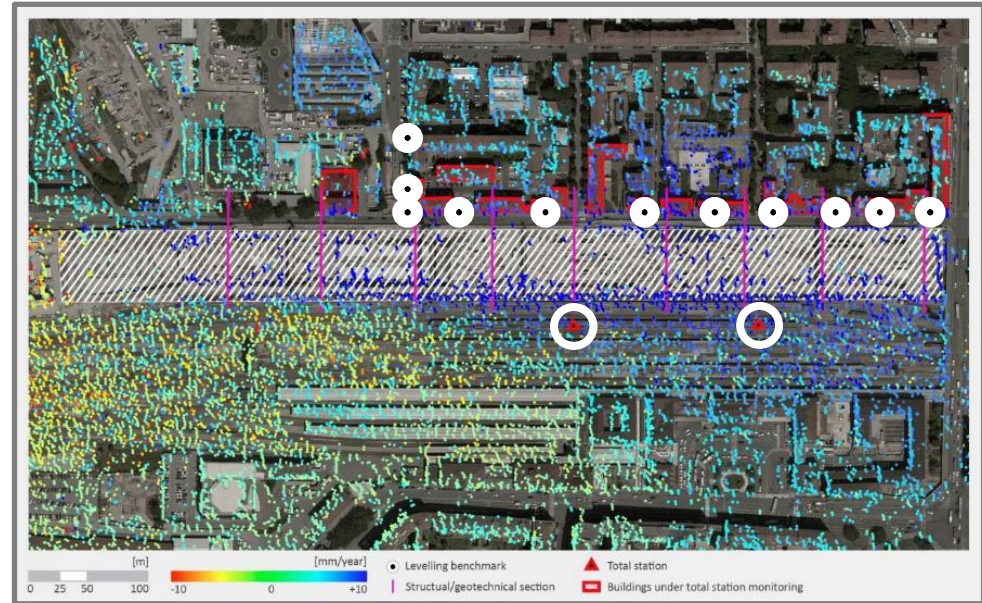 [m]
0 25 50 100
[mm/year]
-10 0 +10
Levelling benchmark
Structual/geotechnical section
Total station
Buildings under total station monitoring